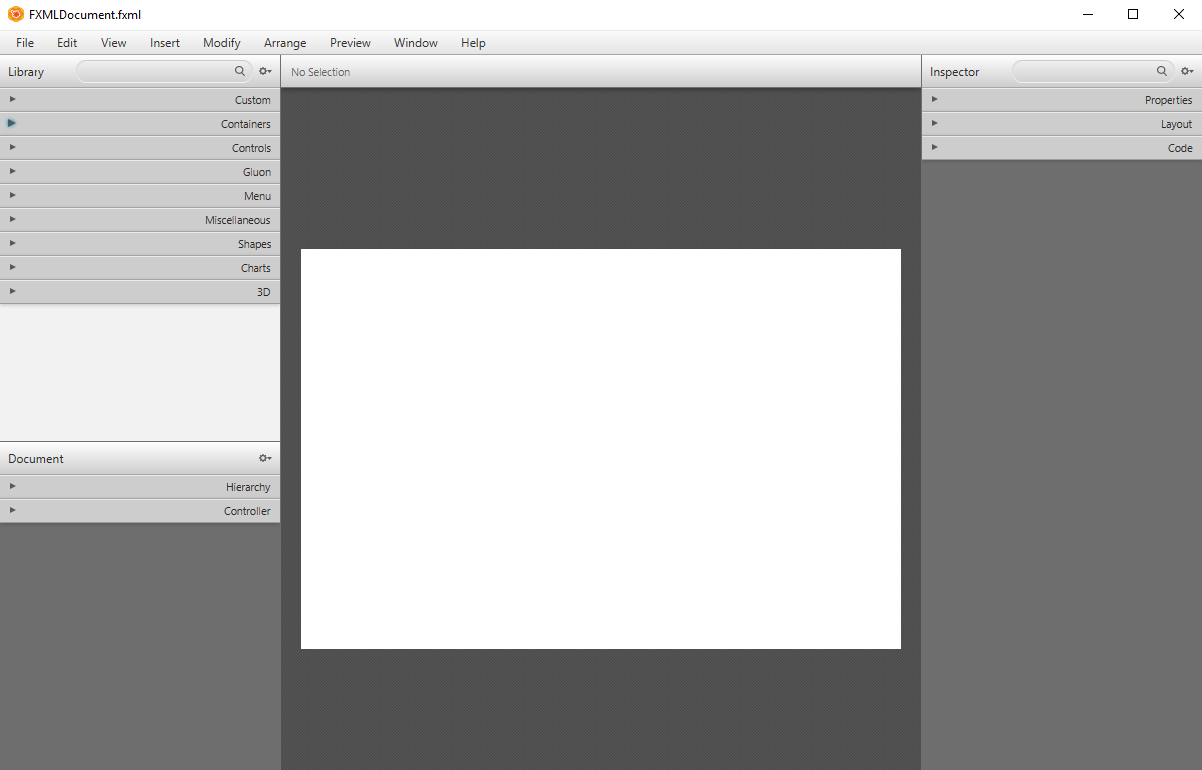 FXMLDocument.fxml
File Edit View Insert Modify Arrange Preview Window Help
Library
No Selection
Inspector
Custom
Containers
Controls
Gluon
Menu
Miscellaneous
Shapes
Charts
3D
Document
Hierarchy
Controller
Properties
Layout
Code